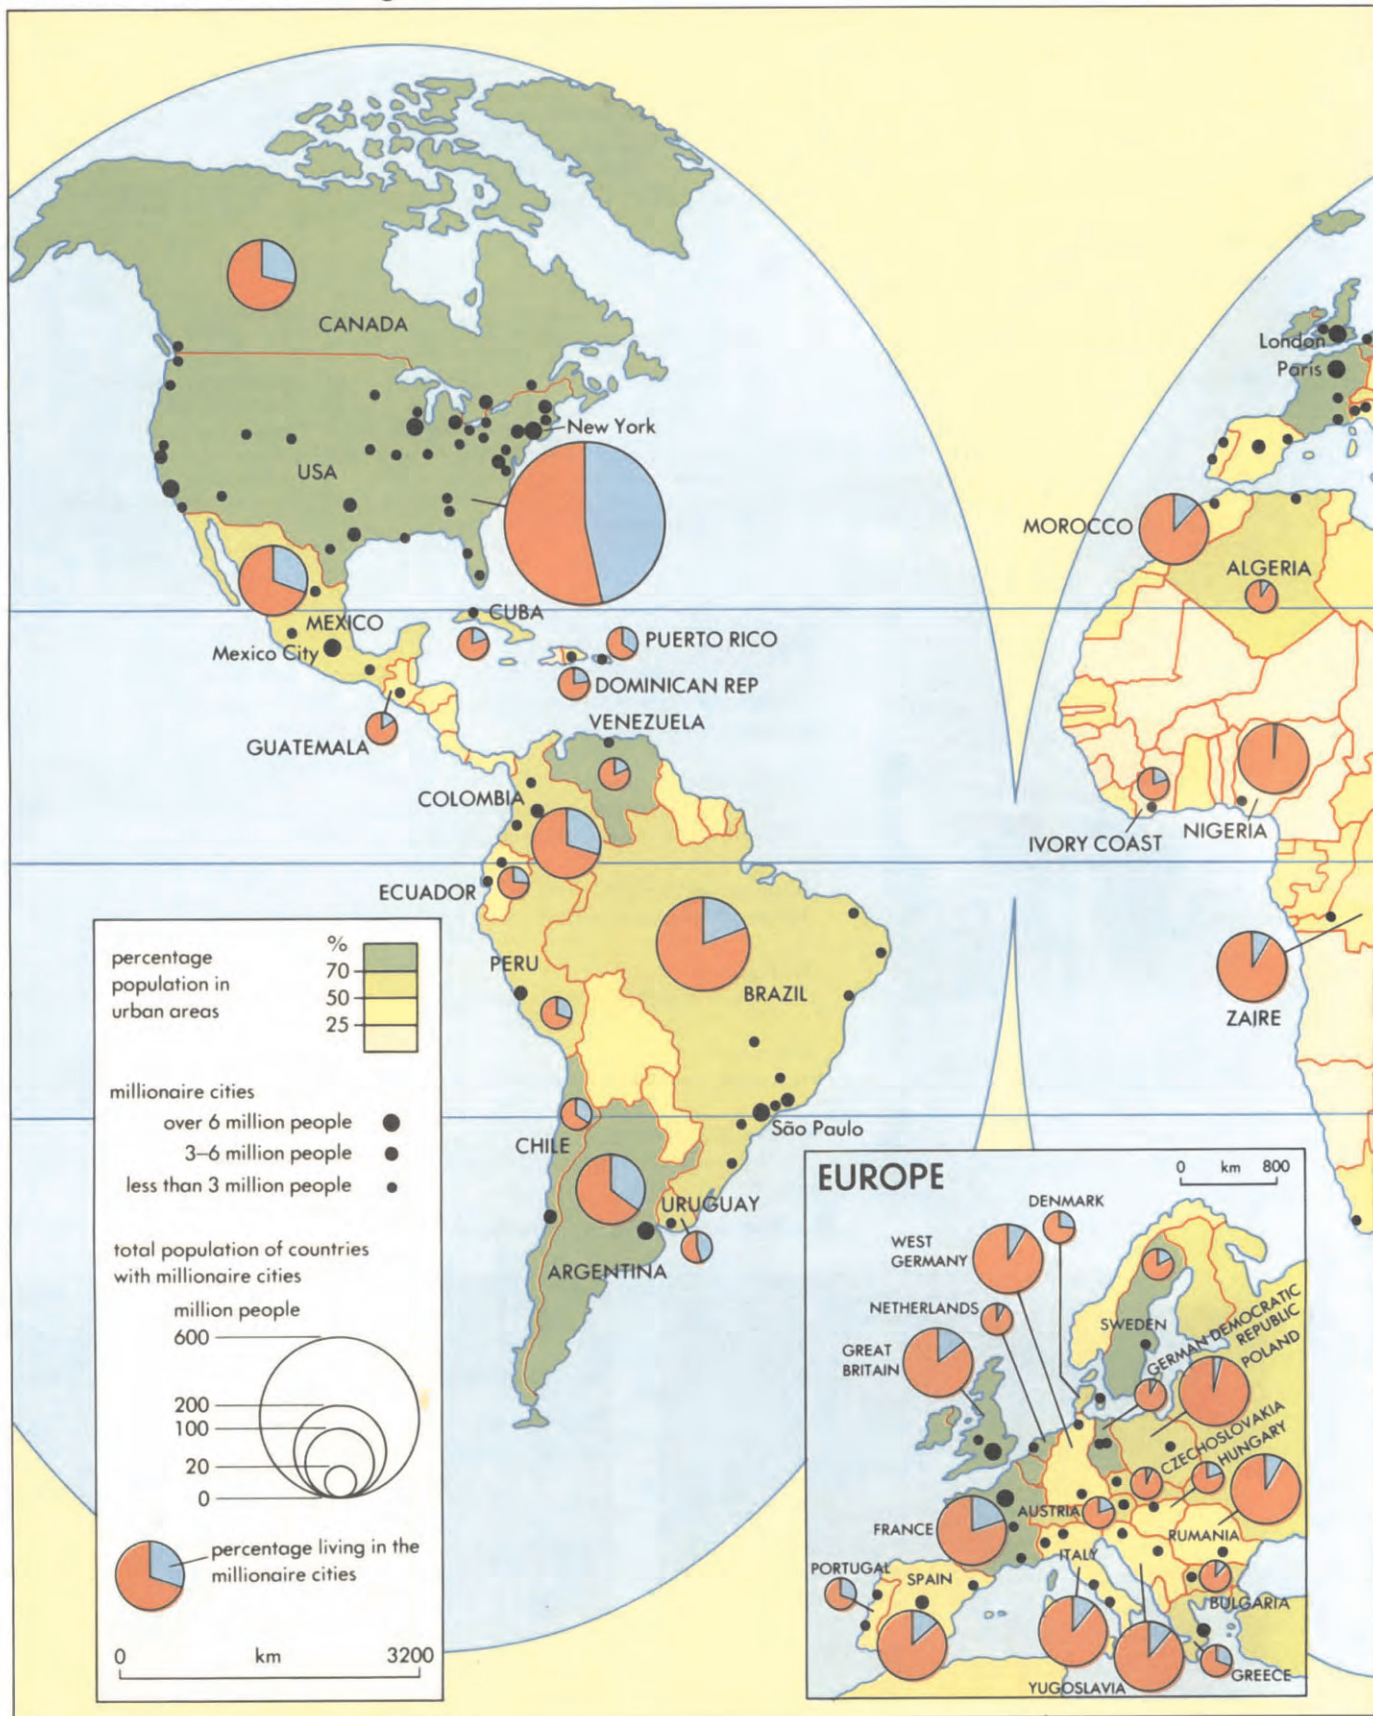 CANADA
USA
New York
MEXICO
Mexico City
CUBA
PUERTO RICO
DOMINICAN REP
GUATEMALA
VENEZUELA
COLOMBIA
ECUADOR
PERU
BRAZIL
São Paulo
CHILE
URUGUAY
ARGENTINA
London
Paris
MOROCCO
ALGERIA
IVORY COAST
NIGERIA
ZAIRE
percentage
population in
urban areas
%
70
50
25
millionaire cities
over 6 million people
3–6 million people
less than 3 million people
total population of countries
with millionaire cities
million people
600
200
100
20
0
percentage living in the
millionaire cities
0 km 3200
EUROPE
0 km 800
DENMARK
WEST
GERMANY
NETHERLANDS
GREAT
BRITAIN
SWEDEN
GERMAN DEMOCRATIC
REPUBLIC
POLAND
CZECHOSLOVAKIA
HUNGARY
AUSTRIA
FRANCE
RUMANIA
ITALY
PORTUGAL
SPAIN
BULGARIA
GREECE
YUGOSLAVIA